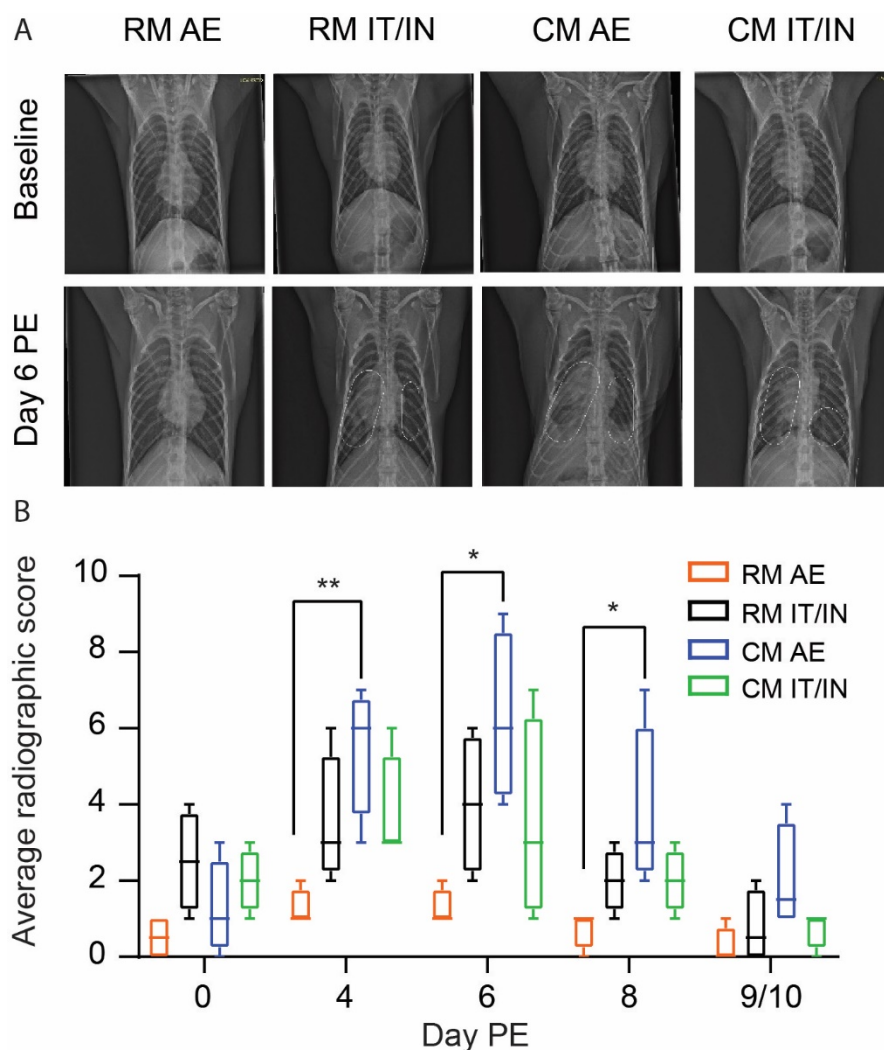 A
RM AE RM IT/IN CM AE CM IT/IN
Baseline
Day 6 PE
B
Average radiographic score
10
8
6
4
2
0
** * *
RM AE
RM IT/IN
CM AE
CM IT/IN
0 4 6 8 9/10
Day PE